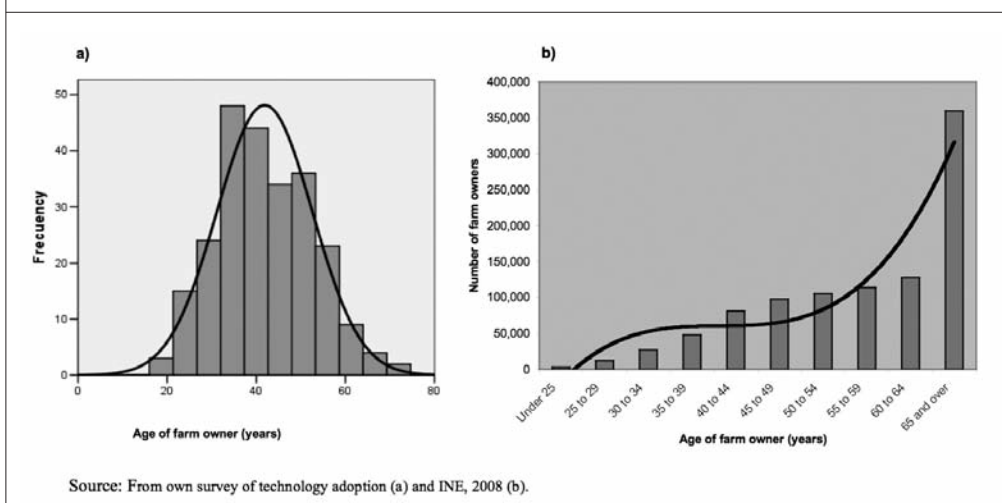 a)
50
40
30
20
10
0
Frecuency
0 20 40 60 80
Age of farm owner (years)
b)
400,000
350,000
300,000
250,000
200,000
150,000
100,000
50,000
0
Number of farm owners
Under 25
25 to 29
30 to 34
35 to 39
40 to 44
45 to 49
50 to 54
55 to 59
60 to 64
65 and over
Age of farm owner (years)
Source: From own survey of technology adoption (a) and INE, 2008 (b).